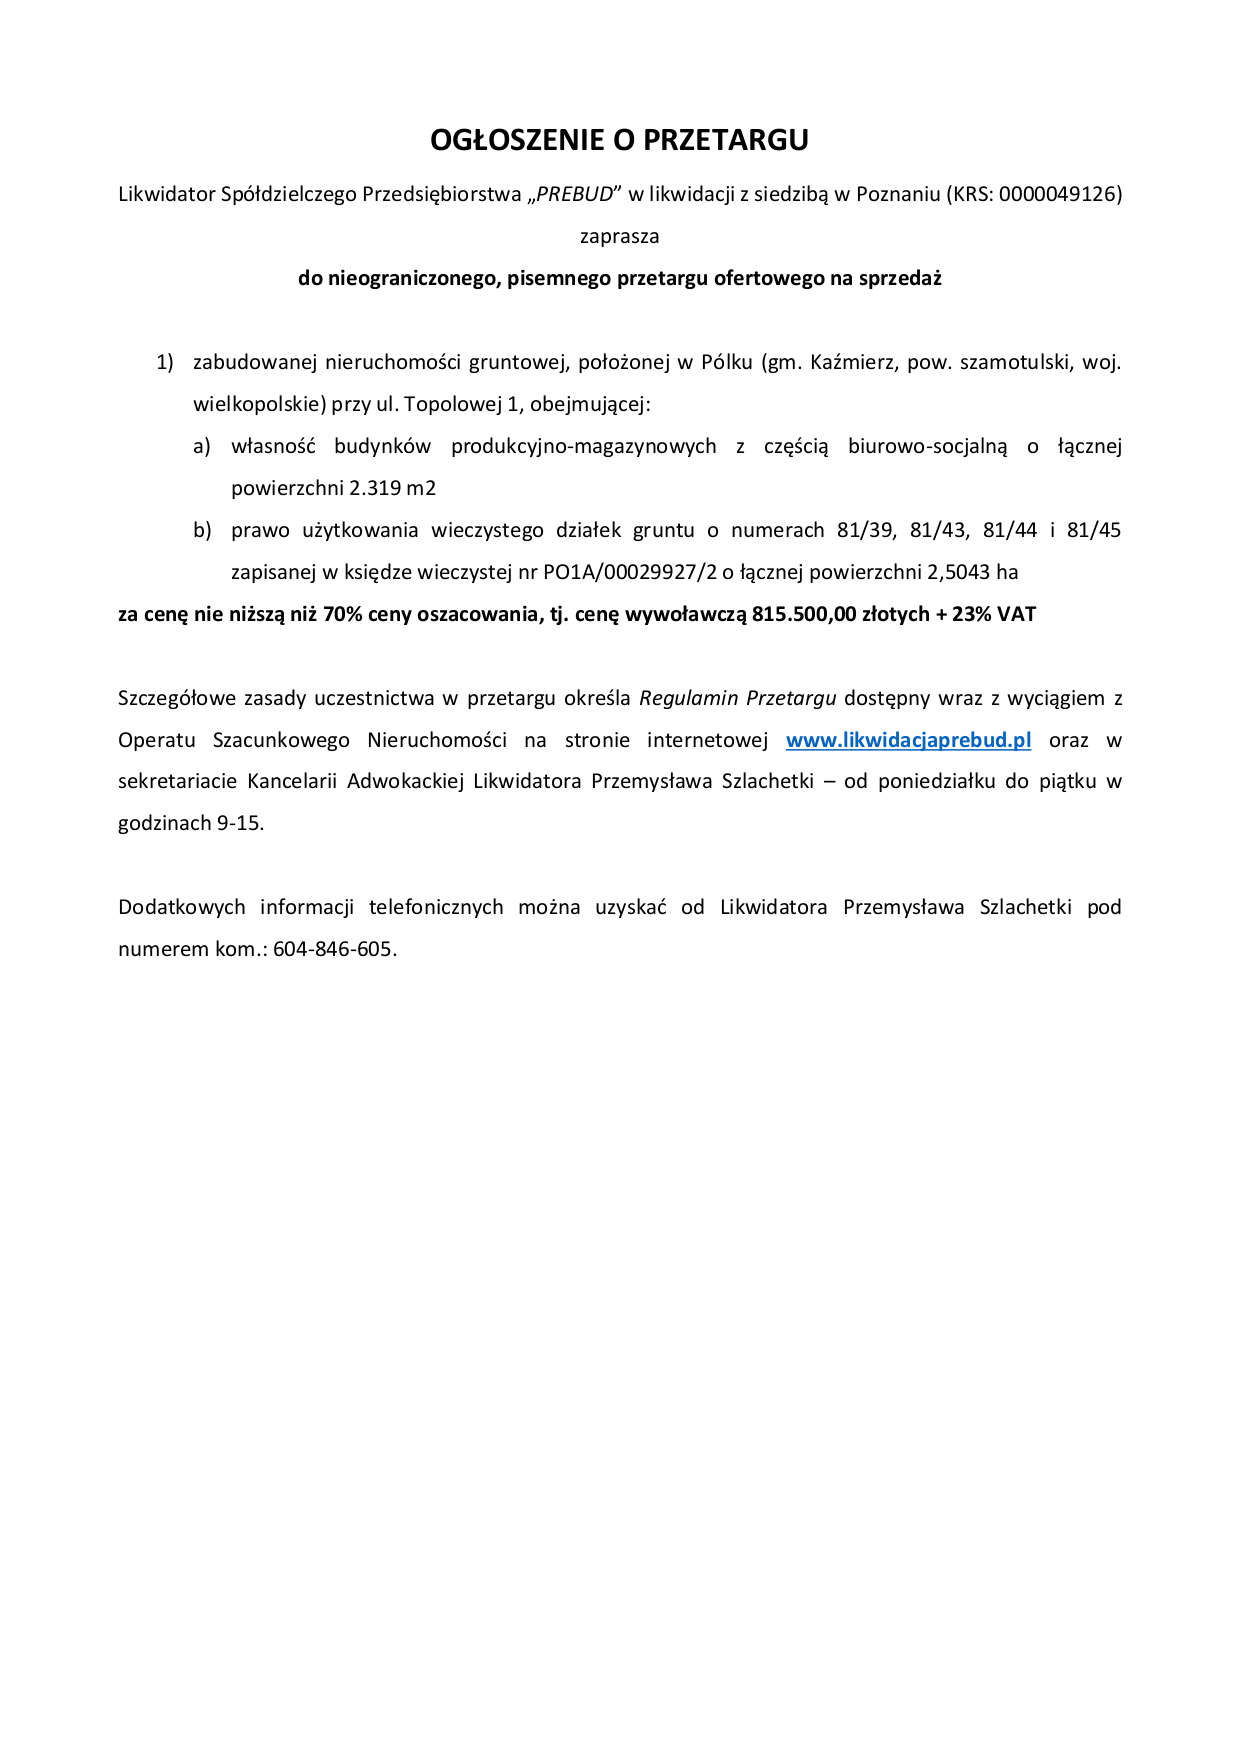 OGŁOSZENIE O PRZETARGU
Likwidator Spółdzielczego Przedsiębiorstwa „PREBUD” w likwidacji z siedzibą w Poznaniu (KRS: 0000049126)
zaprasza
do nieograniczonego, pisemnego przetargu ofertowego na sprzedaż
1) zabudowanej nieruchomości gruntowej, położonej w Pólku (gm. Kaźmierz, pow. szamotulski, woj.
wielkopolskie) przy ul. Topolowej 1, obejmującej:
a) własność budynków produkcyjno-magazynowych z częścią biurowo-socjalną o łącznej
powierzchni 2.319 m2
b) prawo użytkowania wieczystego działek gruntu o numerach 81/39, 81/43, 81/44 i 81/45
zapisanej w księdze wieczystej nr PO1A/00029927/2 o łącznej powierzchni 2,5043 ha
za cenę nie niższą niż 70% ceny oszacowania, tj. cenę wywoławczą 815.500,00 złotych + 23% VAT
Szczegółowe zasady uczestnictwa w przetargu określa Regulamin Przetargu dostępny wraz z wyciągiem z
Operatu Szacunkowego Nieruchomości na stronie internetowej www.likwidacjaprebud.pl oraz w
sekretariacie Kancelarii Adwokackiej Likwidatora Przemysława Szlachetki – od poniedziałku do piątku w
godzinach 9-15.
Dodatkowych informacji telefonicznych można uzyskać od Likwidatora Przemysława Szlachetki pod
numerem kom.: 604-846-605.